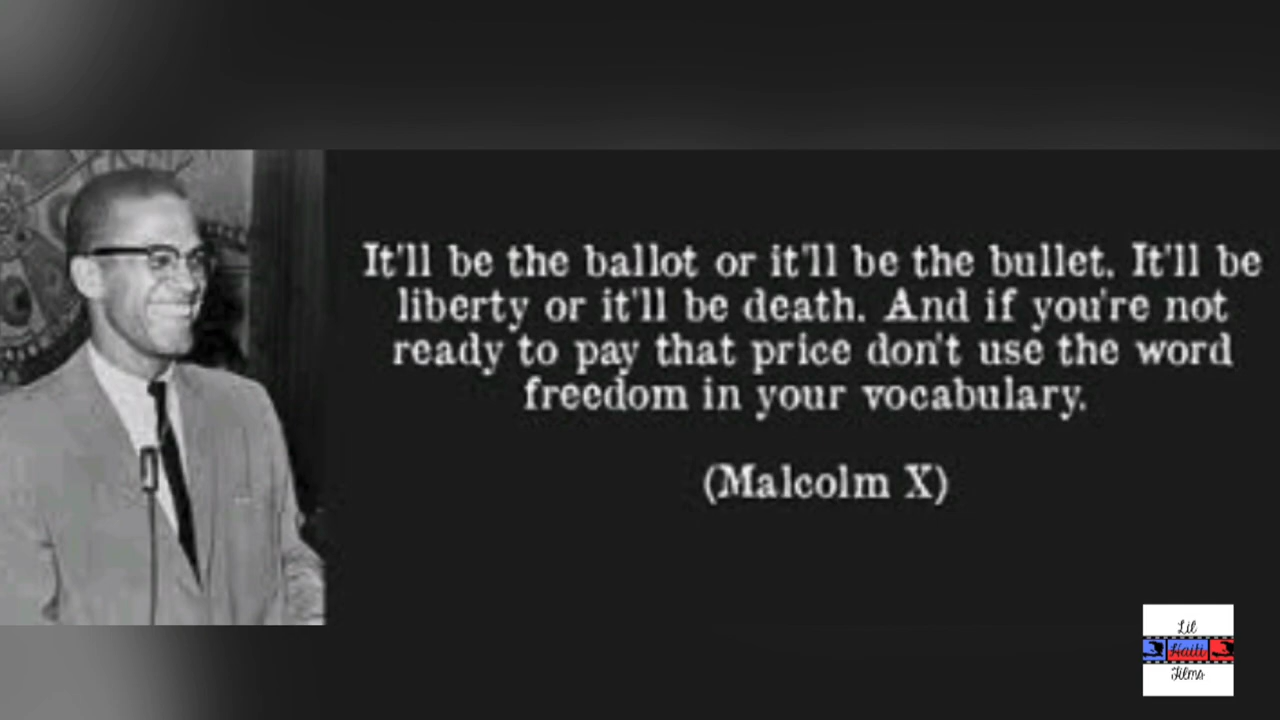 It'll be the ballot or it'll be the bullet. It'll be
liberty or it'll be death. And if you're not
ready to pay that price don't use the word
freedom in your vocabulary.
(Malcolm X)
Lil
Haiti
Films